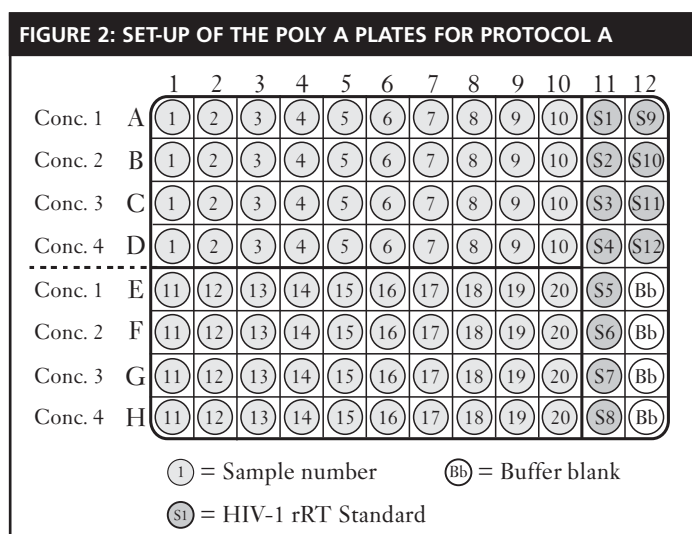 FIGURE 2: SET-UP OF THE POLY A PLATES FOR PROTOCOL A
1 2 3 4 5 6 7 8 9 10 11 12
Conc. 1 A 1 2 3 4 5 6 7 8 9 10 S1 S9
Conc. 2 B 1 2 3 4 5 6 7 8 9 10 S2 S10
Conc. 3 C 1 2 3 4 5 6 7 8 9 10 S3 S11
Conc. 4 D 1 2 3 4 5 6 7 8 9 10 S4 S12
Conc. 1 E 11 12 13 14 15 16 17 18 19 20 S5 Bb
Conc. 2 F 11 12 13 14 15 16 17 18 19 20 S6 Bb
Conc. 3 G 11 12 13 14 15 16 17 18 19 20 S7 Bb
Conc. 4 H 11 12 13 14 15 16 17 18 19 20 S8 Bb
1 = Sample number Bb = Buffer blank
S1 = HIV-1 rRT Standard